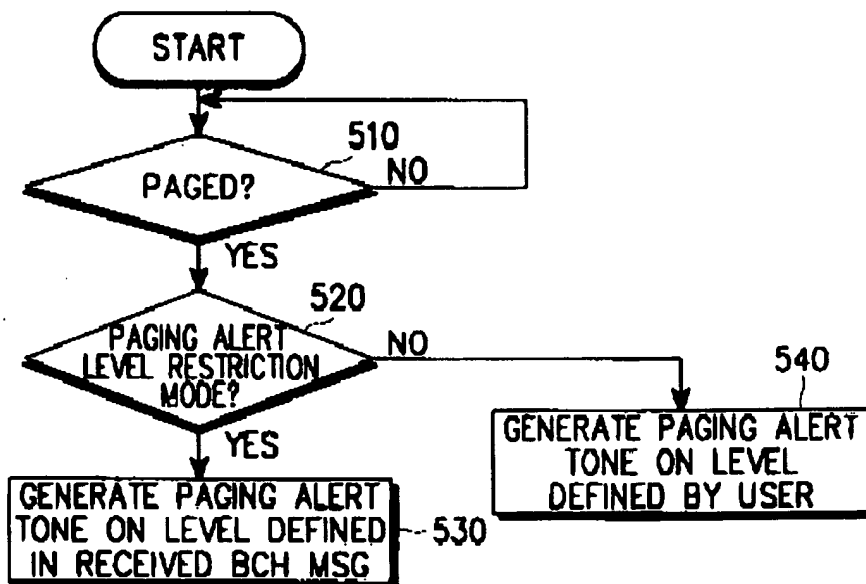 START
510
PAGED?
NO
YES
520
PAGING ALERT
LEVEL RESTRICTION
MODE?
NO
YES
540
GENERATE PAGING ALERT
TONE ON LEVEL
DEFINED BY USER
GENERATE PAGING ALERT
TONE ON LEVEL DEFINED
IN RECEIVED BCH MSG
530